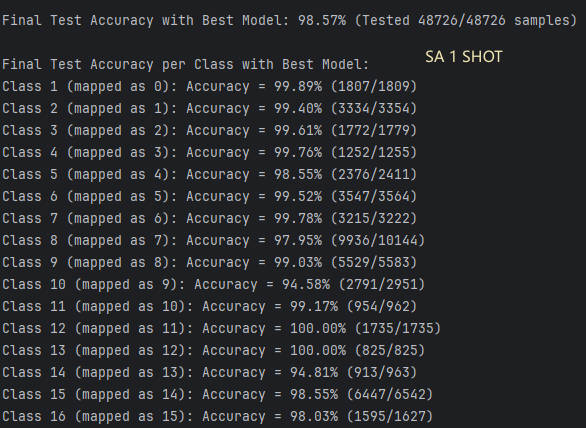 Final Test Accuracy with Best Model: 98.57% (Tested 48726/48726 samples)
Final Test Accuracy per Class with Best Model:
SA 1 SHOT
Class 1 (mapped as 0): Accuracy = 99.89% (1807/1809)
Class 2 (mapped as 1): Accuracy = 99.40% (3334/3354)
Class 3 (mapped as 2): Accuracy = 99.61% (1772/1779)
Class 4 (mapped as 3): Accuracy = 99.76% (1252/1255)
Class 5 (mapped as 4): Accuracy = 98.55% (2376/2411)
Class 6 (mapped as 5): Accuracy = 99.52% (3547/3564)
Class 7 (mapped as 6): Accuracy = 99.78% (3215/3222)
Class 8 (mapped as 7): Accuracy = 97.95% (9936/10144)
Class 9 (mapped as 8): Accuracy = 99.03% (5529/5583)
Class 10 (mapped as 9): Accuracy = 94.58% (2791/2951)
Class 11 (mapped as 10): Accuracy = 99.17% (954/962)
Class 12 (mapped as 11): Accuracy = 100.00% (1735/1735)
Class 13 (mapped as 12): Accuracy = 100.00% (825/825)
Class 14 (mapped as 13): Accuracy = 94.81% (913/963)
Class 15 (mapped as 14): Accuracy = 98.55% (6447/6542)
Class 16 (mapped as 15): Accuracy = 98.03% (1595/1627)